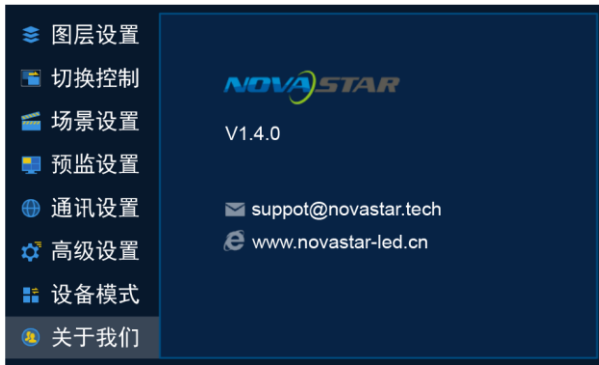 图层设置
切换控制
场景设置
预监设置
通讯设置
高级设置
设备模式
关于我们
NOVASTAR
V1.4.0
suppot@novastar.tech
www.novastar-led.cn